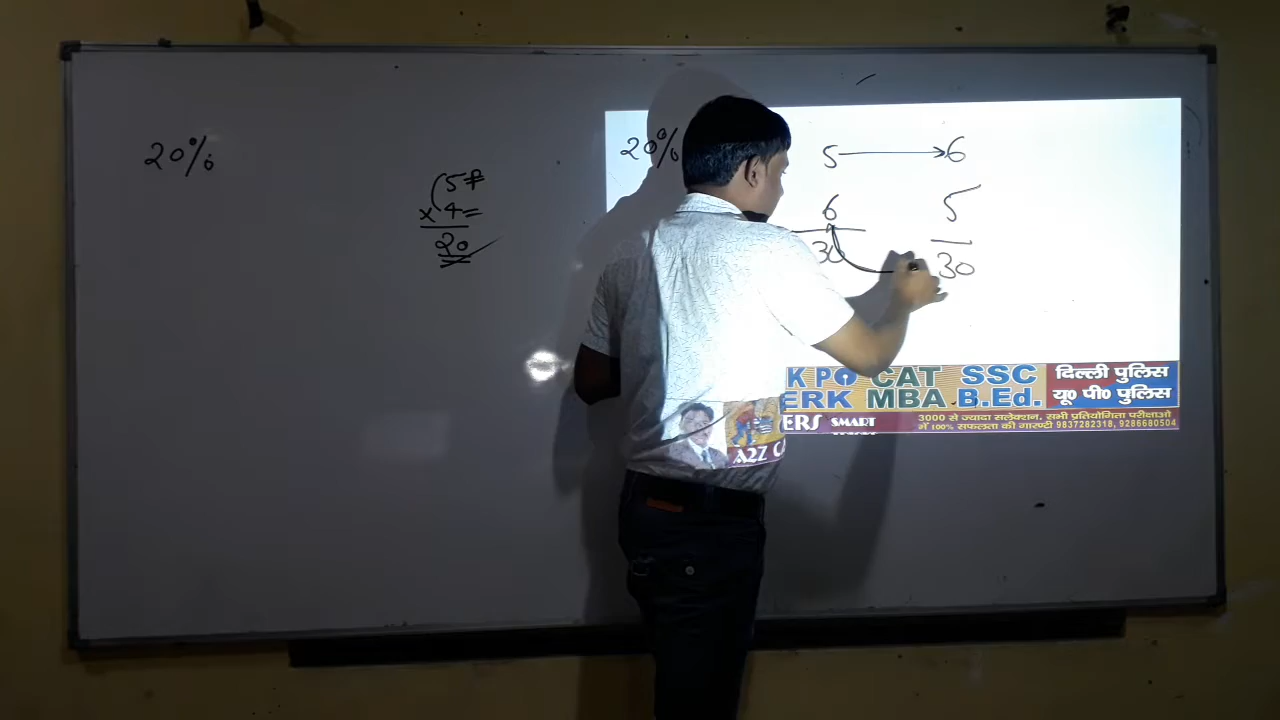 20%
5₹
× 4=
20
20%
5 → 6
6 5
30 30
K PO CAT SSC दिल्ली पुलिस
ERK MBA B.Ed. यू० पी० पुलिस
ERS SMART
3000 से ज्यादा सलेक्शन, सभी प्रतियोगिता परीक्षाओ
में 100% सफलता की गारण्टी 9837282318, 9286680504
A2Z C